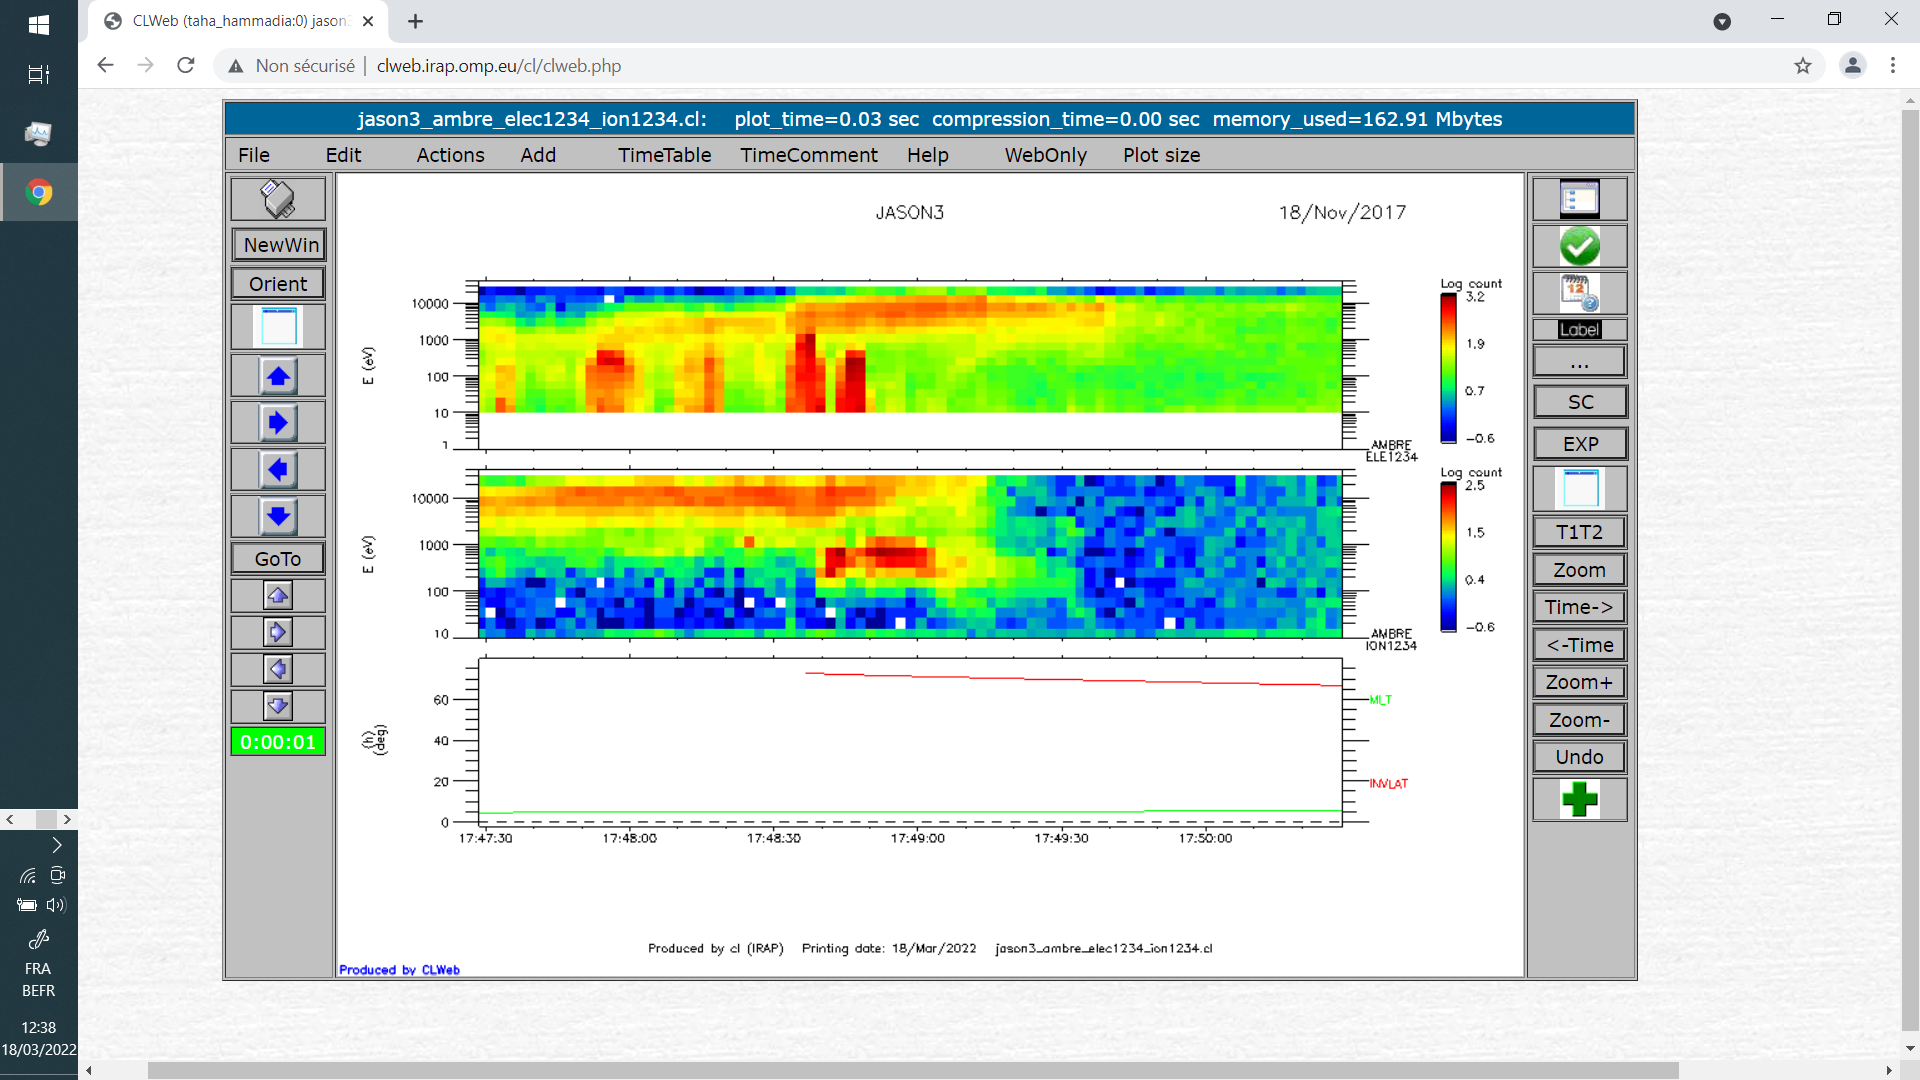 CLWeb (taha_hammadia:0) jason3
Non sécurisé | clweb.irap.omp.eu/cl/clweb.php
jason3_ambre_elec1234_ion1234.cl: plot_time=0.03 sec compression_time=0.00 sec memory_used=162.91 Mbytes
File Edit Actions Add TimeTable TimeComment Help WebOnly Plot size
NewWin
Orient
GoTo
0:00:01
JASON3 18/Nov/2017
Log count
3.2
1.9
0.7
-0.6
10000
1000
100
10
1
E (eV)
AMBRE
ELE1234
Log count
2.5
1.5
0.4
-0.6
10000
1000
100
10
E (eV)
AMBRE
ION1234
60
40
20
0
(h)
(deg)
MLT
INVLAT
17:47:30 17:48:00 17:48:30 17:49:00 17:49:30 17:50:00
Produced by cl (IRAP) Printing date: 18/Mar/2022 jason3_ambre_elec1234_ion1234.cl
Produced by CLWeb
12
Label
...
SC
EXP
T1T2
Zoom
Time->
<-Time
Zoom+
Zoom-
Undo
FRA
BEFR
12:38
18/03/2022